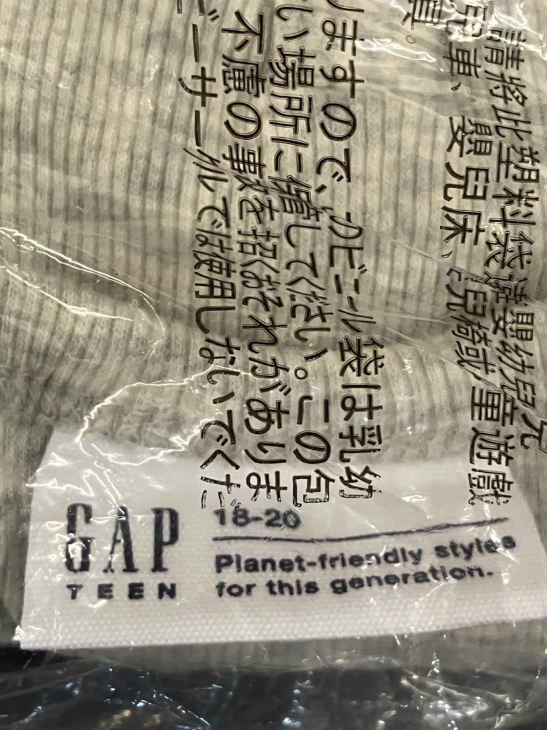 請將此塑料袋遠離嬰幼兒
兒車、嬰兒床、
童遊戲
具。
りますので、
ビニール袋は乳幼
い場所に
してください。この包
不慮の事故を招くおそれがありま
ビーサークルでは使用しないでくだ
GAP
TEEN
18-20
Planet-friendly styles
for this generation.